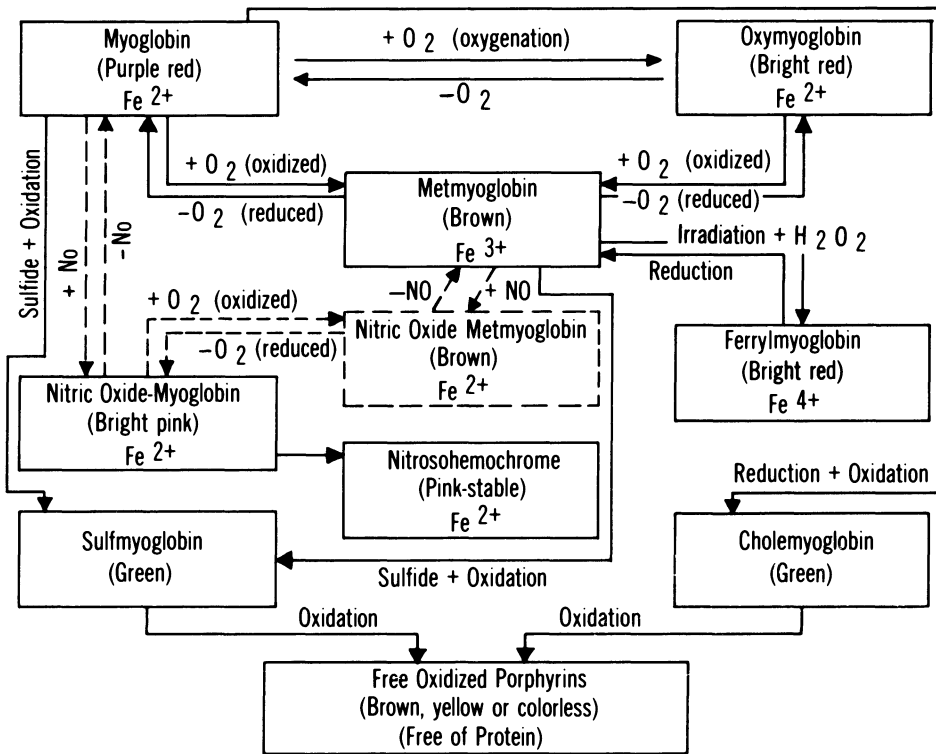 Myoglobin
(Purple red)
Fe 2+
+ O 2 (oxygenation)
−O 2
Oxymyoglobin
(Bright red)
Fe 2+
Sulfide + Oxidation
+ No
− No
+ O 2 (oxidized)
−O 2 (reduced)
Metmyoglobin
(Brown)
Fe 3+
+ O 2 (oxidized)
−O 2 (reduced)
Irradiation + H 2 O 2
Reduction
−NO
+ NO
+ O 2 (oxidized)
−O 2 (reduced)
Nitric Oxide Metmyoglobin
(Brown)
Fe 2+
Ferrylmyoglobin
(Bright red)
Fe 4+
Nitric Oxide-Myoglobin
(Bright pink)
Fe 2+
Nitrosohemochrome
(Pink-stable)
Fe 2+
Reduction + Oxidation
Sulfmyoglobin
(Green)
Sulfide + Oxidation
Cholemyoglobin
(Green)
Oxidation
Oxidation
Free Oxidized Porphyrins
(Brown, yellow or colorless)
(Free of Protein)